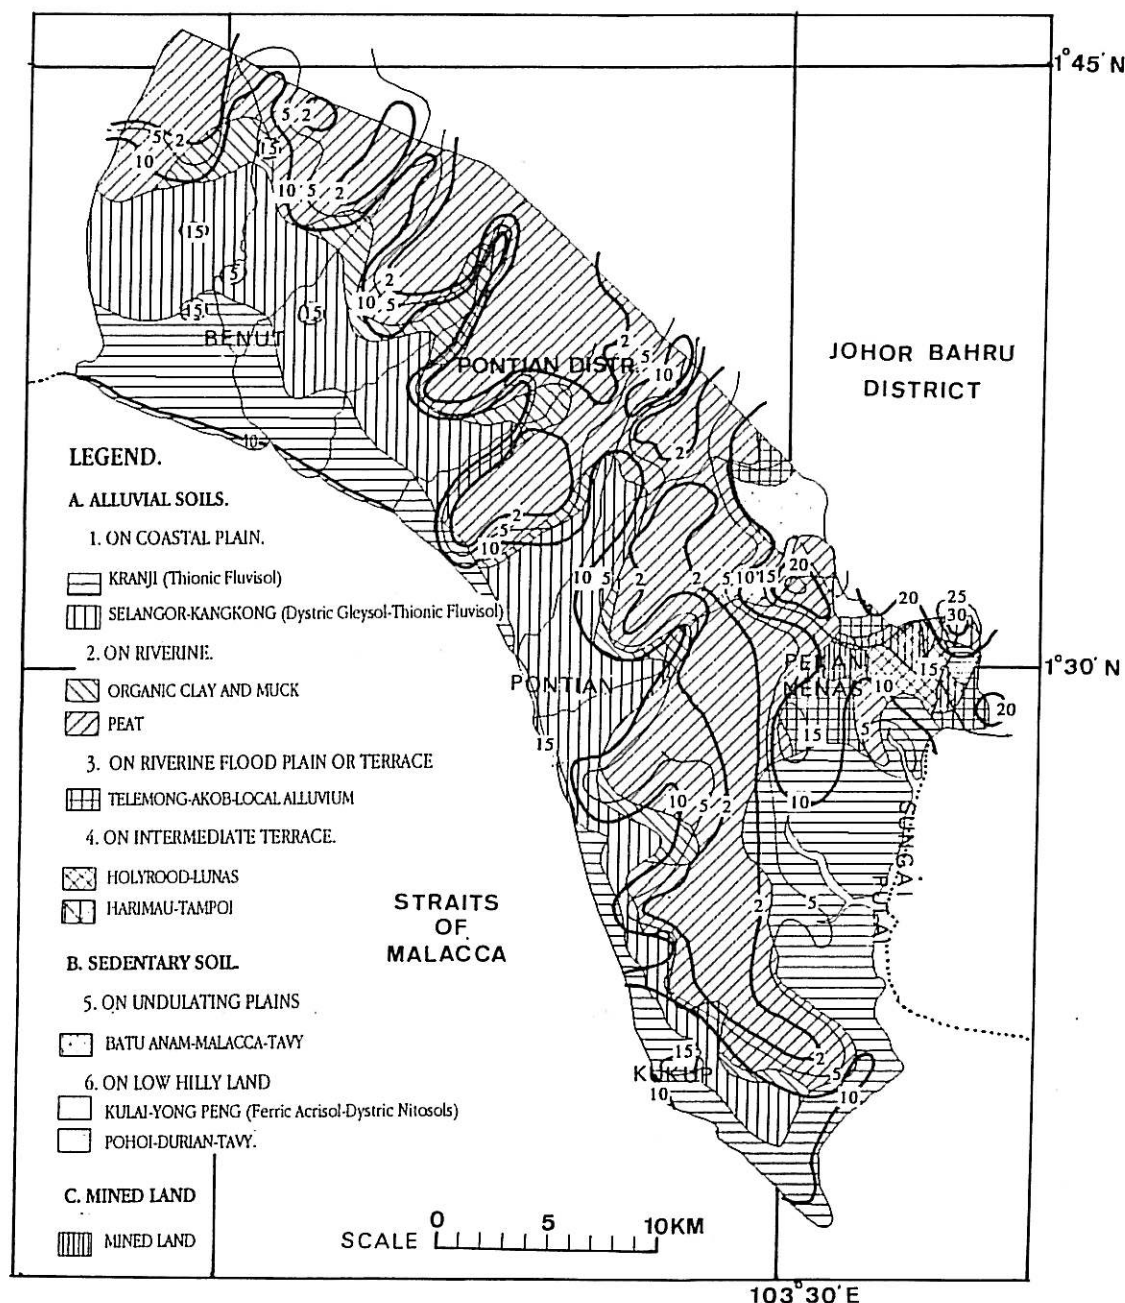 1°45'N
5
2
5
2
15
10
10
5
2
15
5
15
15
BENUT
2
10
5
2
5
10
PONTIAN DISTR.
JOHOR BAHRU
DISTRICT
10
2
2
5
10
10
5
2
2
5
10
15
20
20
25
30
1°30'N
PEKAN
NENAS
15
10
20
5
15
10
PONTIAN
15
10
5
2
2
5
SUNGAI
PULAI
LEGEND.
A. ALLUVIAL SOILS.
1. ON COASTAL PLAIN.
KRANJI (Thionic Fluvisol)
SELANGOR-KANGKONG (Dystric Gleysol-Thionic Fluvisol)
2. ON RIVERINE.
ORGANIC CLAY AND MUCK
PEAT
3. ON RIVERINE FLOOD PLAIN OR TERRACE
TELEMONG-AKOB-LOCAL ALLUVIUM
4. ON INTERMEDIATE TERRACE.
HOLYROOD-LUNAS
HARIMAU-TAMPOI
B. SEDENTARY SOIL.
5. ON UNDULATING PLAINS
BATU ANAM-MALACCA-TAVY
6. ON LOW HILLY LAND
KULAI-YONG PENG (Ferric Acrisol-Dystric Nitosols)
POHOI-DURIAN-TAVY.
C. MINED LAND
MINED LAND
STRAITS
OF
MALACCA
15
KUKUP
10
2
5
10
0 5 10KM
SCALE
103°30'E